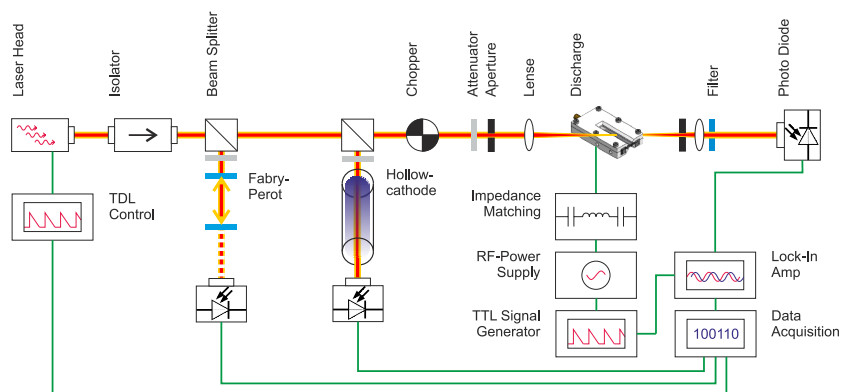 Laser Head
Isolator
Beam Splitter
Chopper
Attenuator
Aperture
Lense
Discharge
Filter
Photo Diode
TDL
Control
Fabry-
Perot
Hollow-
cathode
Impedance
Matching
RF-Power
Supply
Lock-In
Amp
TTL Signal
Generator
100110
Data
Acquisition